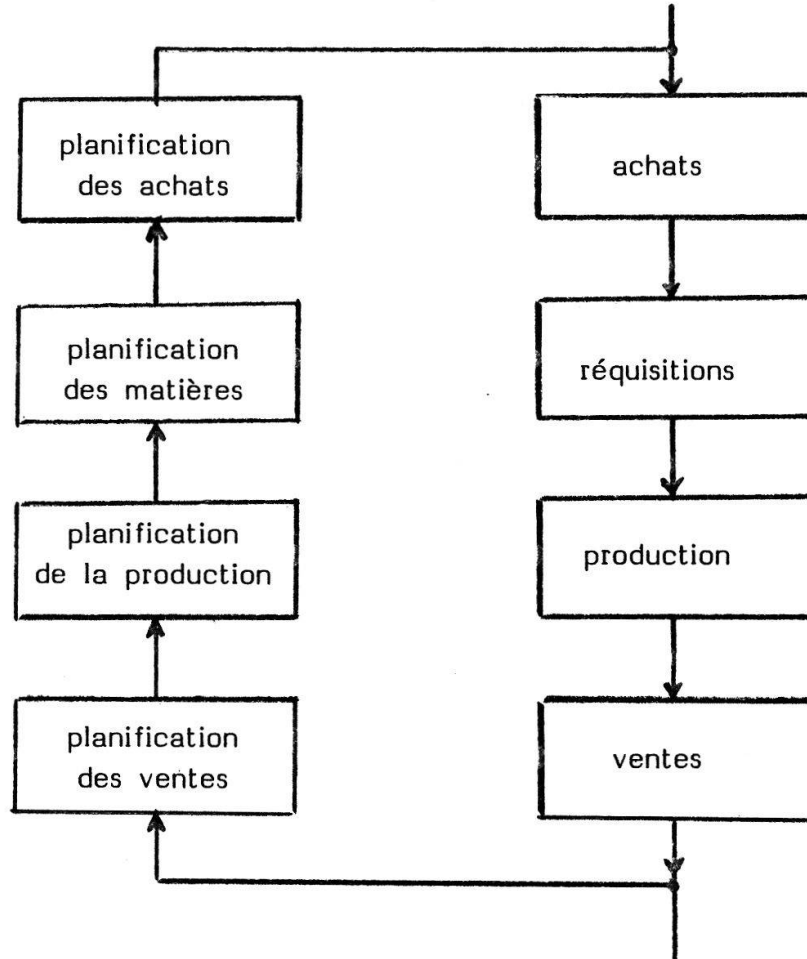 planification
des achats
achats
planification
des matières
réquisitions
planification
de la production
production
planification
des ventes
ventes